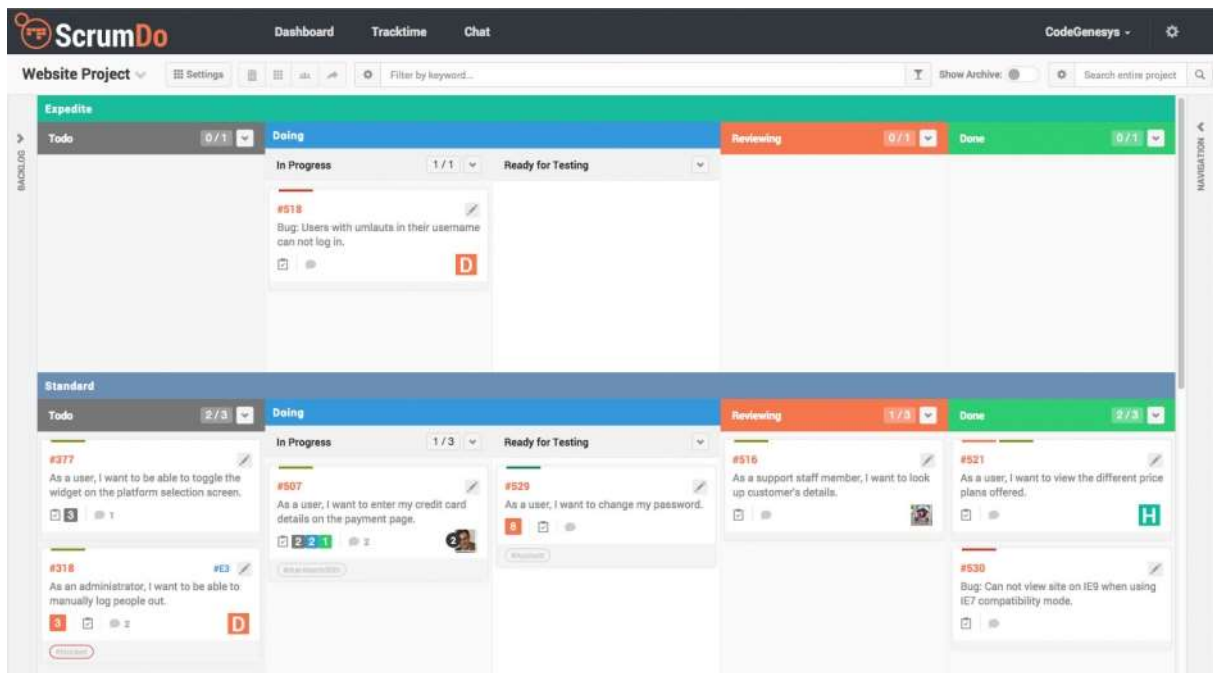 ScrumDo
Dashboard Tracktime Chat
CodeGenesys
Website Project
Settings
Filter by keyword...
Show Archive:
Search entire project
BACKLOG
NAVIGATION
Expedite
Todo 0/1
Doing
In Progress 1/1
Ready for Testing
Reviewing 0/1
Done 0/1
#518
Bug: Users with umlauts in their username
can not log in.
D
Standard
Todo 2/3
Doing
In Progress 1/3
Ready for Testing
Reviewing 1/3
Done 2/3
#377
As a user, I want to be able to toggle the
widget on the platform selection screen.
3 1
#318 #E3
As an administrator, I want to be able to
manually log people out.
3 2 D
#507
As a user, I want to enter my credit card
details on the payment page.
2 2 1 2 2
#529
As a user, I want to change my password.
#516
As a support staff member, I want to look
up customer's details.
#521
As a user, I want to view the different price
plans offered.
H
#530
Bug: Can not view site on IE9 when using
IE7 compatibility mode.